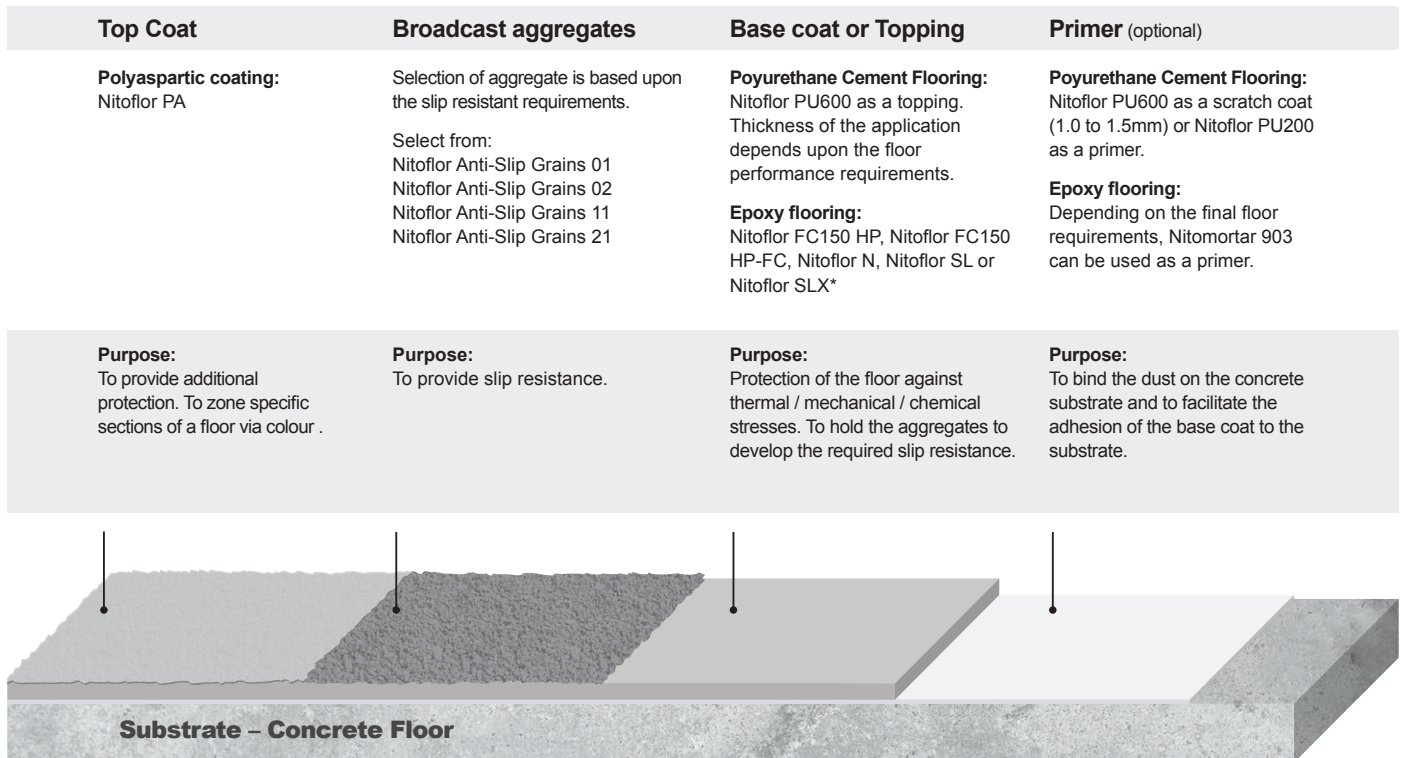 Top Coat
Polyaspartic coating:
Nitoflor PA
Purpose:
To provide additional
protection. To zone specific
sections of a floor via colour .
Broadcast aggregates
Selection of aggregate is based upon
the slip resistant requirements.
Select from:
Nitoflor Anti-Slip Grains 01
Nitoflor Anti-Slip Grains 02
Nitoflor Anti-Slip Grains 11
Nitoflor Anti-Slip Grains 21
Purpose:
To provide slip resistance.
Base coat or Topping
Poyurethane Cement Flooring:
Nitoflor PU600 as a topping.
Thickness of the application
depends upon the floor
performance requirements.
Epoxy flooring:
Nitoflor FC150 HP, Nitoflor FC150
HP-FC, Nitoflor N, Nitoflor SL or
Nitoflor SLX*
Purpose:
Protection of the floor against
thermal / mechanical / chemical
stresses. To hold the aggregates to
develop the required slip resistance.
Primer (optional)
Poyurethane Cement Flooring:
Nitoflor PU600 as a scratch coat
(1.0 to 1.5mm) or Nitoflor PU200
as a primer.
Epoxy flooring:
Depending on the final floor
requirements, Nitomortar 903
can be used as a primer.
Purpose:
To bind the dust on the concrete
substrate and to facilitate the
adhesion of the base coat to the
substrate.
Substrate – Concrete Floor